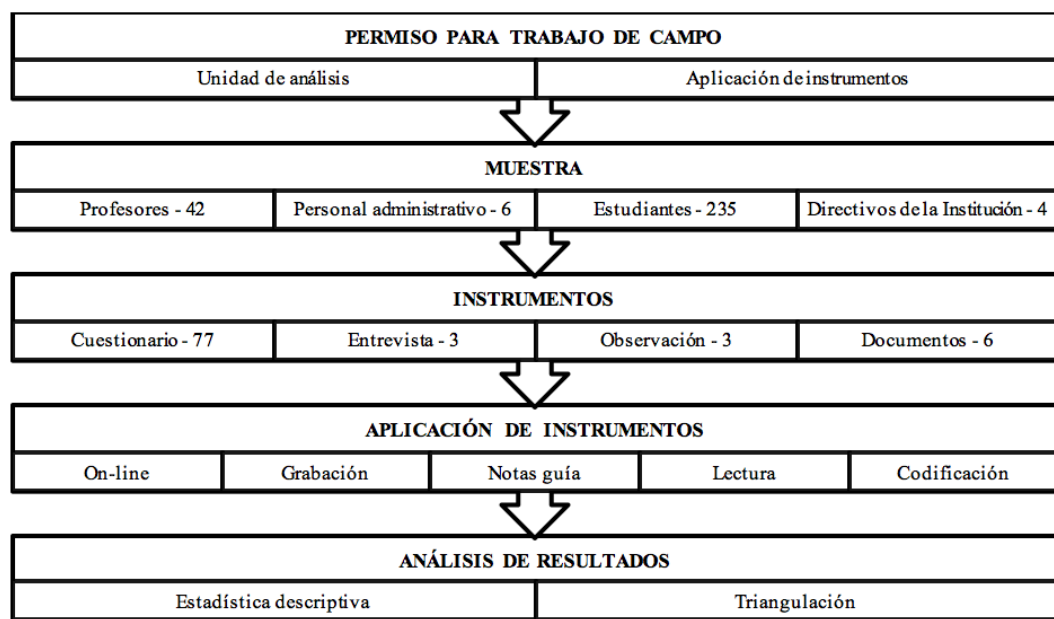 PERMISO PARA TRABAJO DE CAMPO
Unidad de análisis Aplicación de instrumentos
MUESTRA
Profesores - 42 Personal administrativo - 6 Estudiantes - 235 Directivos de la Institución - 4
INSTRUMENTOS
Cuestionario - 77 Entrevista - 3 Observación - 3 Documentos - 6
APLICACIÓN DE INSTRUMENTOS
On-line Grabación Notas guía Lectura Codificación
ANÁLISIS DE RESULTADOS
Estadística descriptiva Triangulación